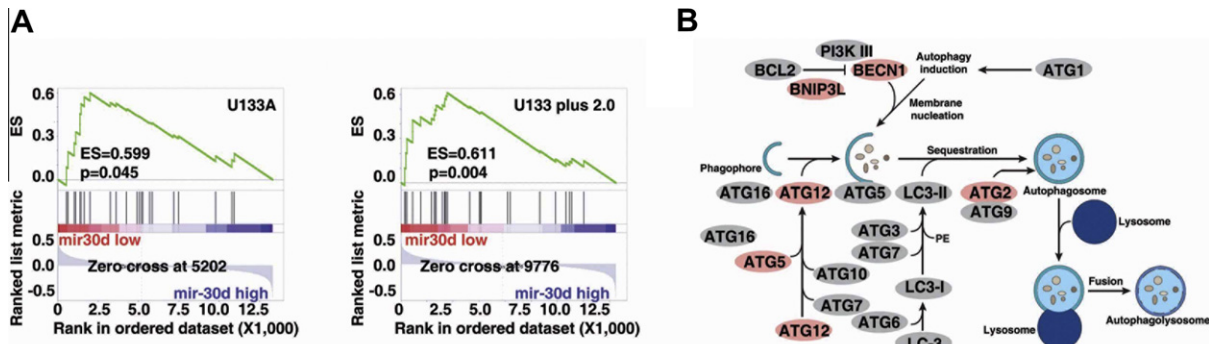 A
0.6
0.3
0.0
ES
U133A
ES=0.599
p=0.045
Ranked list metric
mir30d low
0.5
0.0
-0.5
Zero cross at 5202
mir-30d high
0 2.5 5.0 7.5 10.0 12.5
Rank in ordered dataset (X1,000)
0.6
0.3
0.0
ES
U133 plus 2.0
ES=0.611
p=0.004
Ranked list metric
mir30d low
0.5
0.0
-0.5
Zero cross at 9776
mir-30d high
0 2.5 5.0 7.5 10.0 12.5
Rank in ordered dataset (X1,000)
B
PI3K III
BCL2
BECN1
BNIP3L
Autophagy
induction
ATG1
Membrane
nucleation
Phagophore
Sequestration
ATG16
ATG12
ATG5
LC3-II
ATG2
ATG9
Autophagosome
ATG16
ATG5
ATG3
ATG7
PE
Lysosome
ATG10
ATG7
LC3-I
ATG12
ATG6
LC-3
Fusion
Lysosome
Autophagolysosome